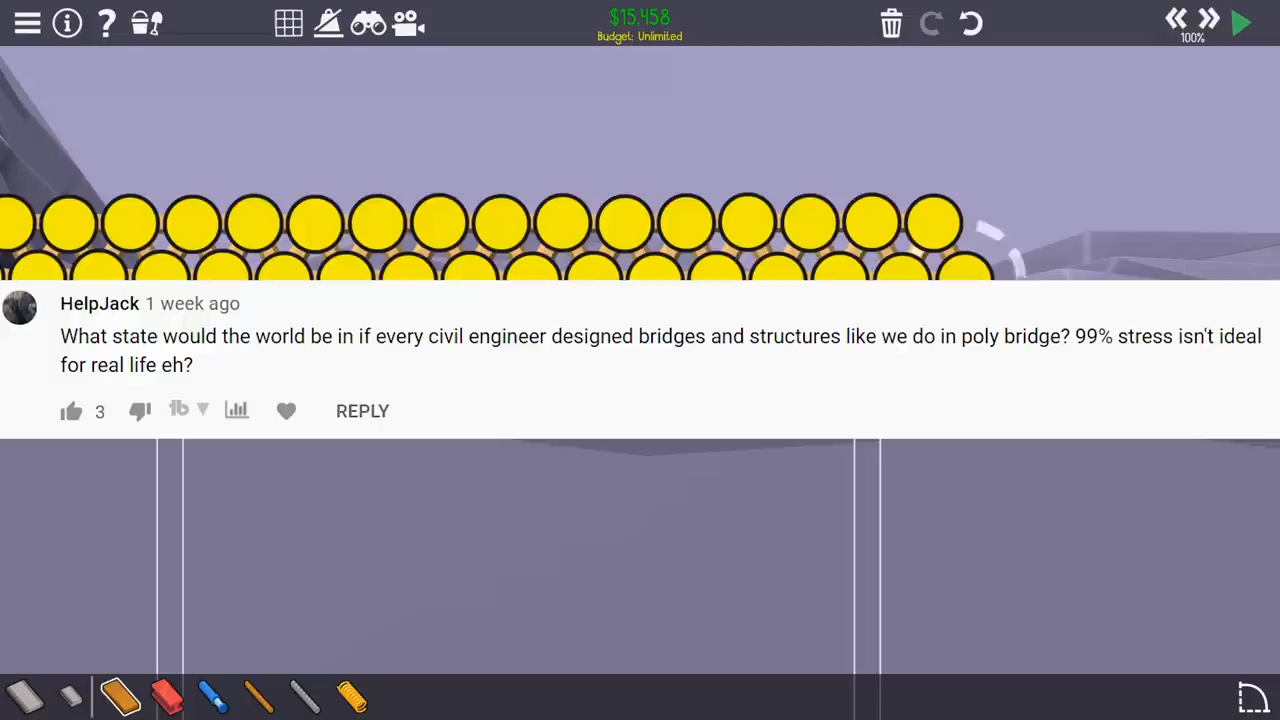 $15,458
Budget: Unlimited
100%
HelpJack 1 week ago
What state would the world be in if every civil engineer designed bridges and structures like we do in poly bridge? 99% stress isn't ideal
for real life eh?
3
REPLY